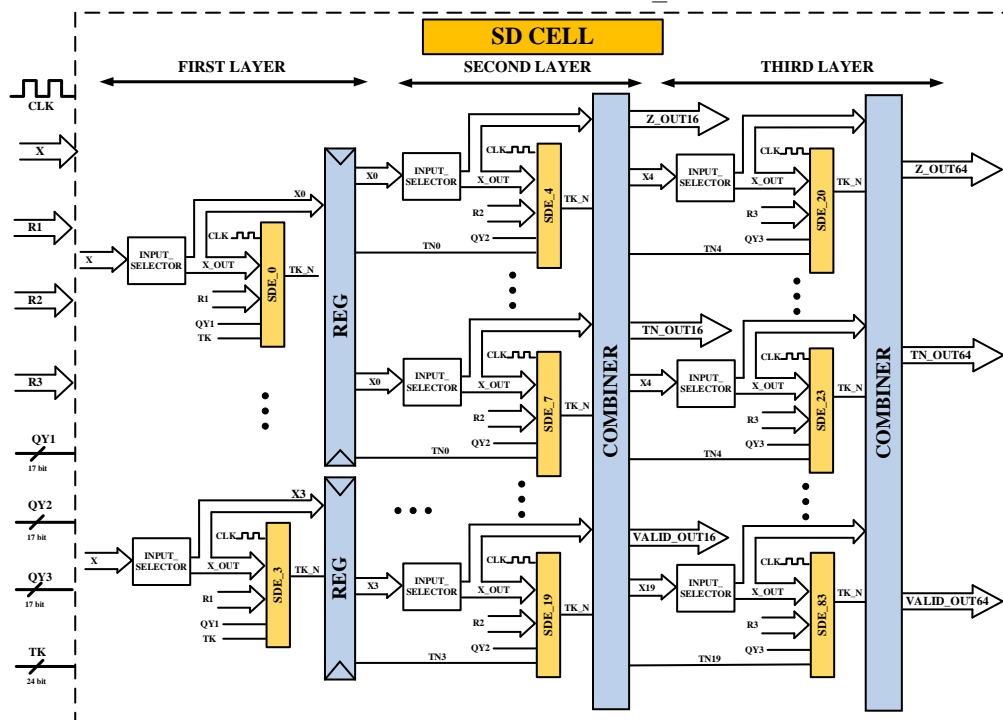 SD CELL
FIRST LAYER
SECOND LAYER
THIRD LAYER
CLK
X
R1
R2
R3
QY1
17 bit
QY2
17 bit
QY3
17 bit
TK
24 bit
X
INPUT_
SELECTOR
X0
CLK
X_OUT
R1
QY1
TK
SDE_0
TK_N
X
INPUT_
SELECTOR
X3
CLK
X_OUT
R1
QY1
TK
SDE_3
TK_N
REG
REG
X0
INPUT_
SELECTOR
CLK
X_OUT
R2
QY2
TN0
SDE_4
TK_N
X0
INPUT_
SELECTOR
CLK
X_OUT
R2
QY2
TN0
SDE_7
TK_N
X3
INPUT_
SELECTOR
CLK
X_OUT
R2
QY2
TN3
SDE_19
TK_N
COMBINER
Z_OUT16
TN_OUT16
VALID_OUT16
X4
INPUT_
SELECTOR
CLK
X_OUT
R3
QY3
TN4
SDE_20
TK_N
X4
INPUT_
SELECTOR
CLK
X_OUT
R3
QY3
TN4
SDE_23
TK_N
X19
INPUT_
SELECTOR
CLK
X_OUT
R3
QY3
TN19
SDE_83
TK_N
COMBINER
Z_OUT64
TN_OUT64
VALID_OUT64